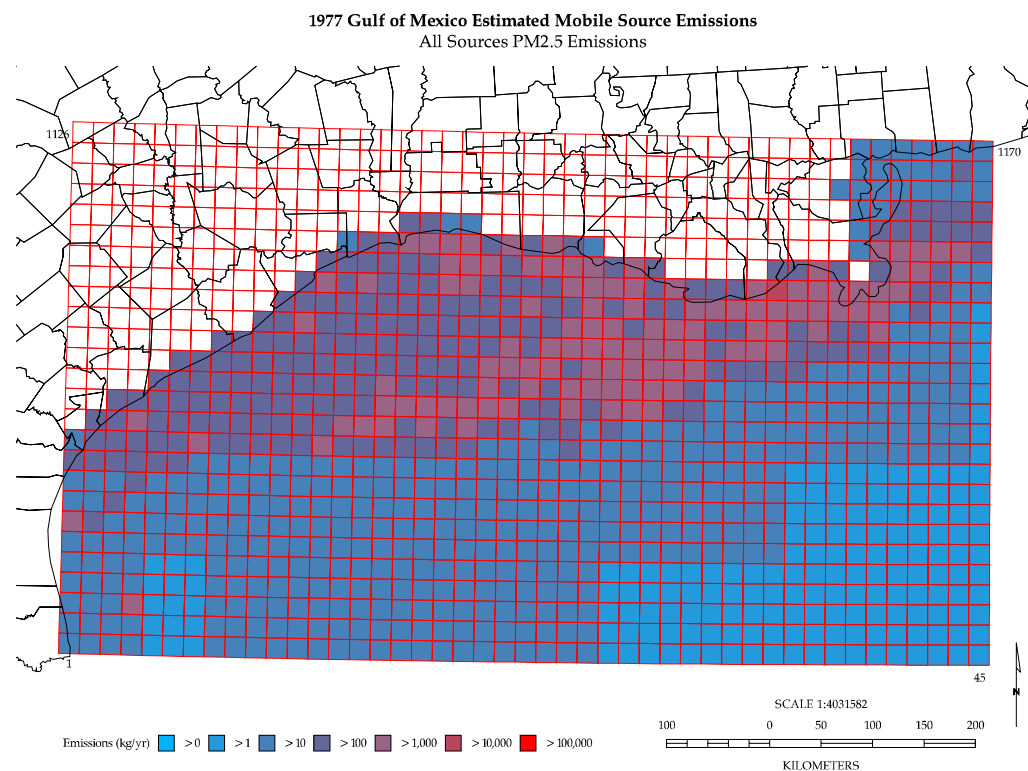 1977 Gulf of Mexico Estimated Mobile Source Emissions
All Sources PM2.5 Emissions
1126
1170
1
45
SCALE 1:4031582
N
Emissions (kg/yr) > 0 > 1 > 10 > 100 > 1,000 > 10,000 > 100,000
100 0 50 100 150 200
KILOMETERS